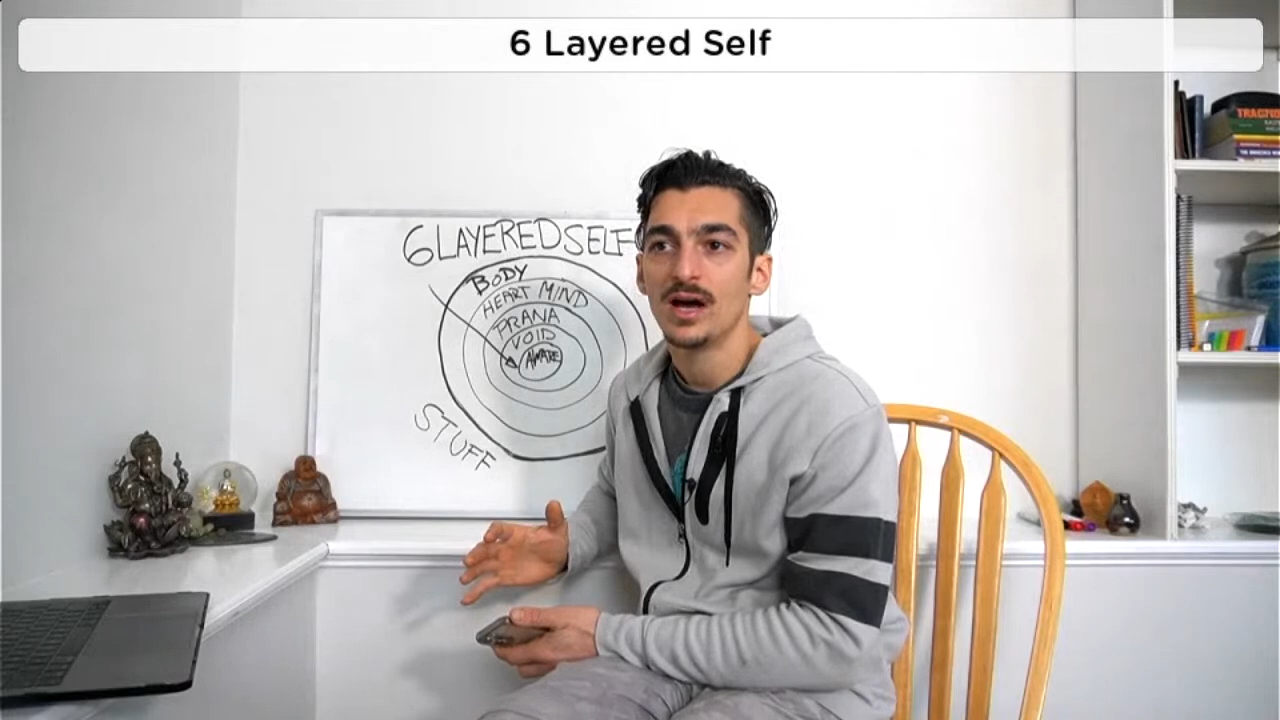 6 Layered Self
6LAYEREDSELF
BODY
HEART MIND
PRANA
VOID
AWARE
STUFF